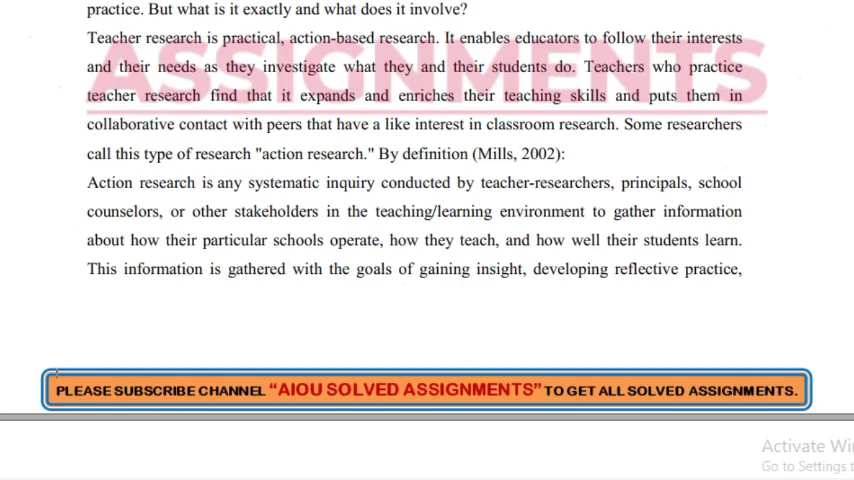 practice. But what is it exactly and what does it involve?
Teacher research is practical, action-based research. It enables educators to follow their interests
and their needs as they investigate what they and their students do. Teachers who practice
ASSIGNMENTS
teacher research find that it expands and enriches their teaching skills and puts them in
collaborative contact with peers that have a like interest in classroom research. Some researchers
call this type of research "action research." By definition (Mills, 2002):
Action research is any systematic inquiry conducted by teacher-researchers, principals, school
counselors, or other stakeholders in the teaching/learning environment to gather information
about how their particular schools operate, how they teach, and how well their students learn.
This information is gathered with the goals of gaining insight, developing reflective practice,
PLEASE SUBSCRIBE CHANNEL “AIOU SOLVED ASSIGNMENTS” TO GET ALL SOLVED ASSIGNMENTS.
Activate Wi
Go to Settings t